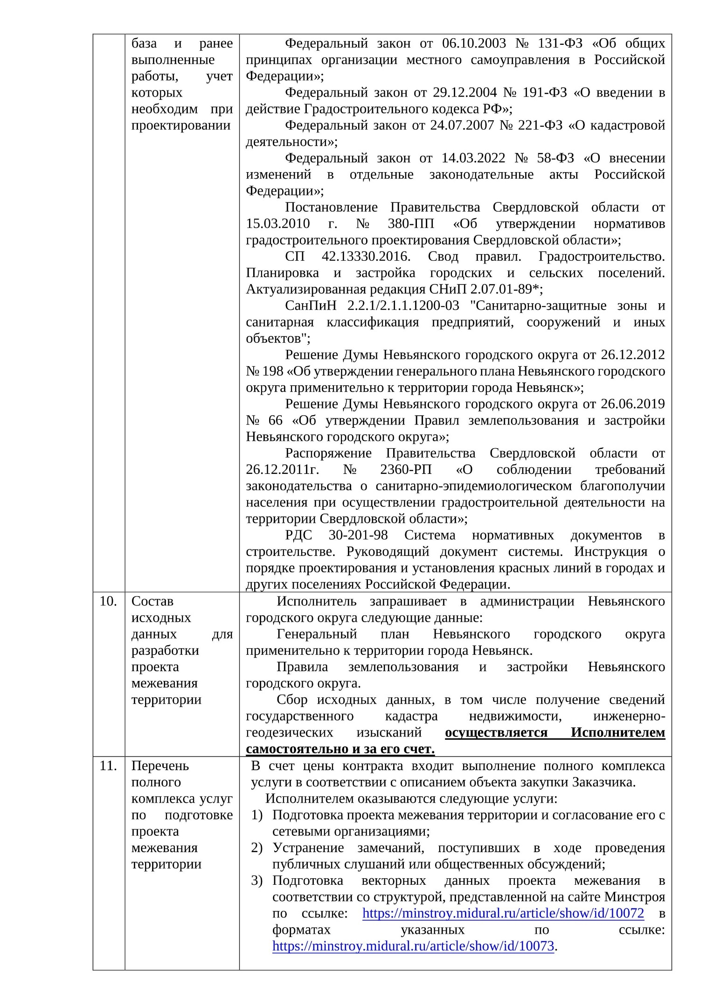 база и ранее
выполненные
работы, учет
которых
необходим при
проектировании
Федеральный закон от 06.10.2003 № 131-ФЗ «Об общих
принципах организации местного самоуправления в Российской
Федерации»;
Федеральный закон от 29.12.2004 № 191-ФЗ «О введении в
действие Градостроительного кодекса РФ»;
Федеральный закон от 24.07.2007 № 221-ФЗ «О кадастровой
деятельности»;
Федеральный закон от 14.03.2022 № 58-ФЗ «О внесении
изменений в отдельные законодательные акты Российской
Федерации»;
Постановление Правительства Свердловской области от
15.03.2010 г. № 380-ПП «Об утверждении нормативов
градостроительного проектирования Свердловской области»;
СП 42.13330.2016. Свод правил. Градостроительство.
Планировка и застройка городских и сельских поселений.
Актуализированная редакция СНиП 2.07.01-89*;
СанПиН 2.2.1/2.1.1.1200-03 "Санитарно-защитные зоны и
санитарная классификация предприятий, сооружений и иных
объектов";
Решение Думы Невьянского городского округа от 26.12.2012
№ 198 «Об утверждении генерального плана Невьянского городского
округа применительно к территории города Невьянск»;
Решение Думы Невьянского городского округа от 26.06.2019
№ 66 «Об утверждении Правил землепользования и застройки
Невьянского городского округа»;
Распоряжение Правительства Свердловской области от
26.12.2011г. № 2360-РП «О соблюдении требований
законодательства о санитарно-эпидемиологическом благополучии
населения при осуществлении градостроительной деятельности на
территории Свердловской области»;
РДС 30-201-98 Система нормативных документов в
строительстве. Руководящий документ системы. Инструкция о
порядке проектирования и установления красных линий в городах и
других поселениях Российской Федерации.
10.
Состав
исходных
данных для
разработки
проекта
межевания
территории
Исполнитель запрашивает в администрации Невьянского
городского округа следующие данные:
Генеральный план Невьянского городского округа
применительно к территории города Невьянск.
Правила землепользования и застройки Невьянского
городского округа.
Сбор исходных данных, в том числе получение сведений
государственного кадастра недвижимости, инженерно-
геодезических изысканий осуществляется Исполнителем
самостоятельно и за его счет.
11.
Перечень
полного
комплекса услуг
по подготовке
проекта
межевания
территории
В счет цены контракта входит выполнение полного комплекса
услуги в соответствии с описанием объекта закупки Заказчика.
Исполнителем оказываются следующие услуги:
1) Подготовка проекта межевания территории и согласование его с
сетевыми организациями;
2) Устранение замечаний, поступивших в ходе проведения
публичных слушаний или общественных обсуждений;
3) Подготовка векторных данных проекта межевания в
соответствии со структурой, представленной на сайте Минстроя
по ссылке: https://minstroy.midural.ru/article/show/id/10072 в
форматах указанных по ссылке:
https://minstroy.midural.ru/article/show/id/10073.